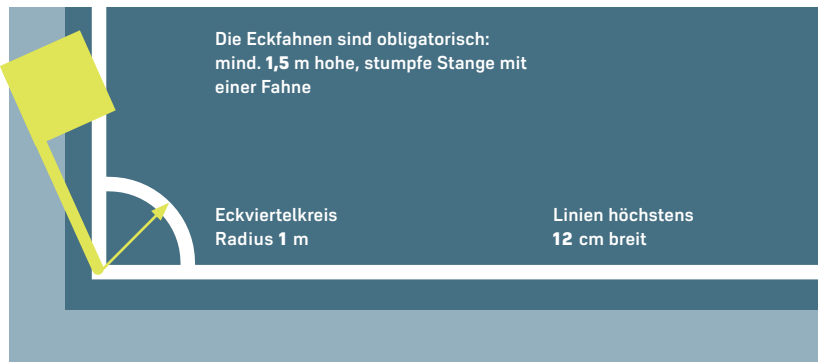 Die Eckfahnen sind obligatorisch:
mind. 1,5 m hohe, stumpfe Stange mit
einer Fahne
Eckviertelkreis
Radius 1 m
Linien höchstens
12 cm breit